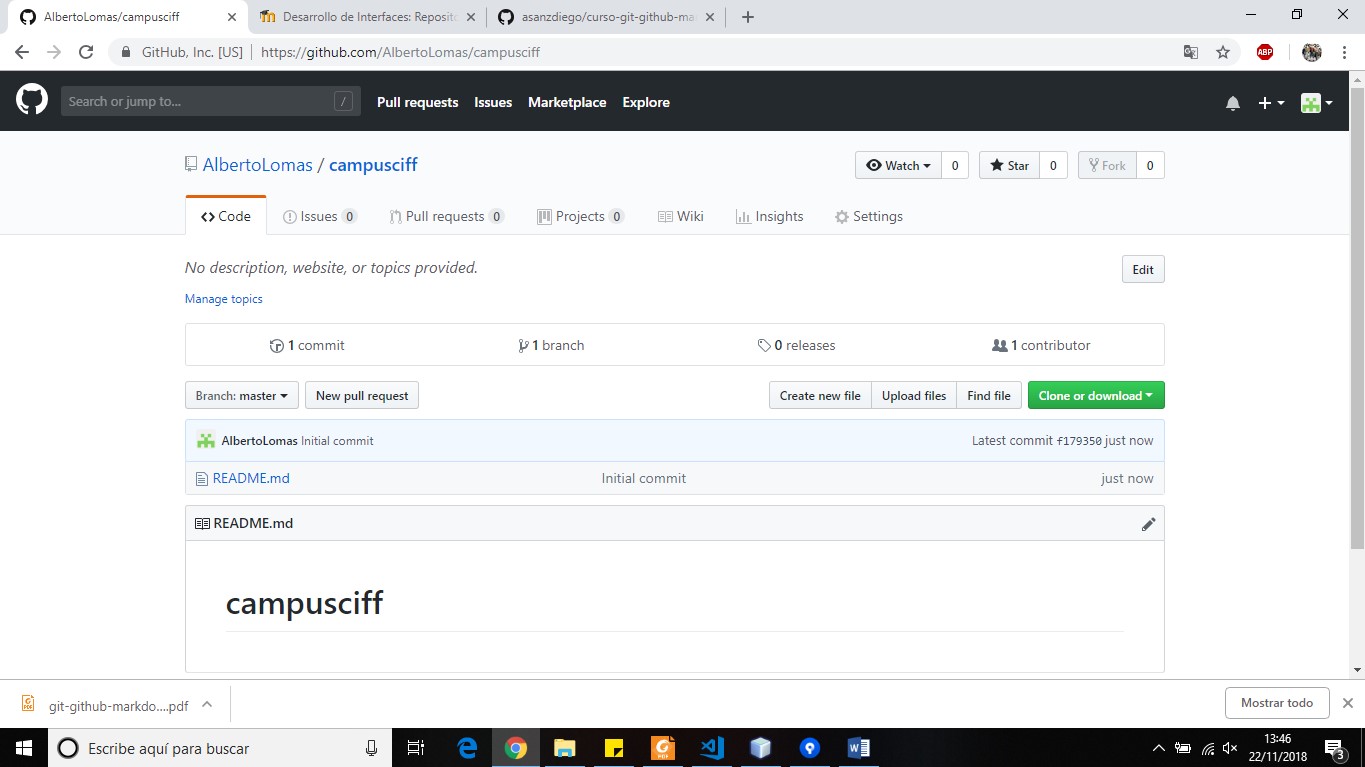 AlbertoLomas/campusciff
Desarrollo de Interfaces: Reposito
asanzdiego/curso-git-github-mar
GitHub, Inc. [US] | https://github.com/AlbertoLomas/campusciff
ABP
Search or jump to... /
Pull requests Issues Marketplace Explore
AlbertoLomas / campusciff
Watch 0 Star 0 Fork 0
Code Issues 0 Pull requests 0 Projects 0 Wiki Insights Settings
No description, website, or topics provided.
Edit
Manage topics
1 commit 1 branch 0 releases 1 contributor
Branch: master New pull request Create new file Upload files Find file Clone or download
AlbertoLomas Initial commit Latest commit f179350 just now
README.md Initial commit just now
README.md
campusciff
git-github-markdo....pdf
Mostrar todo
Escribe aquí para buscar
13:46
22/11/2018
3